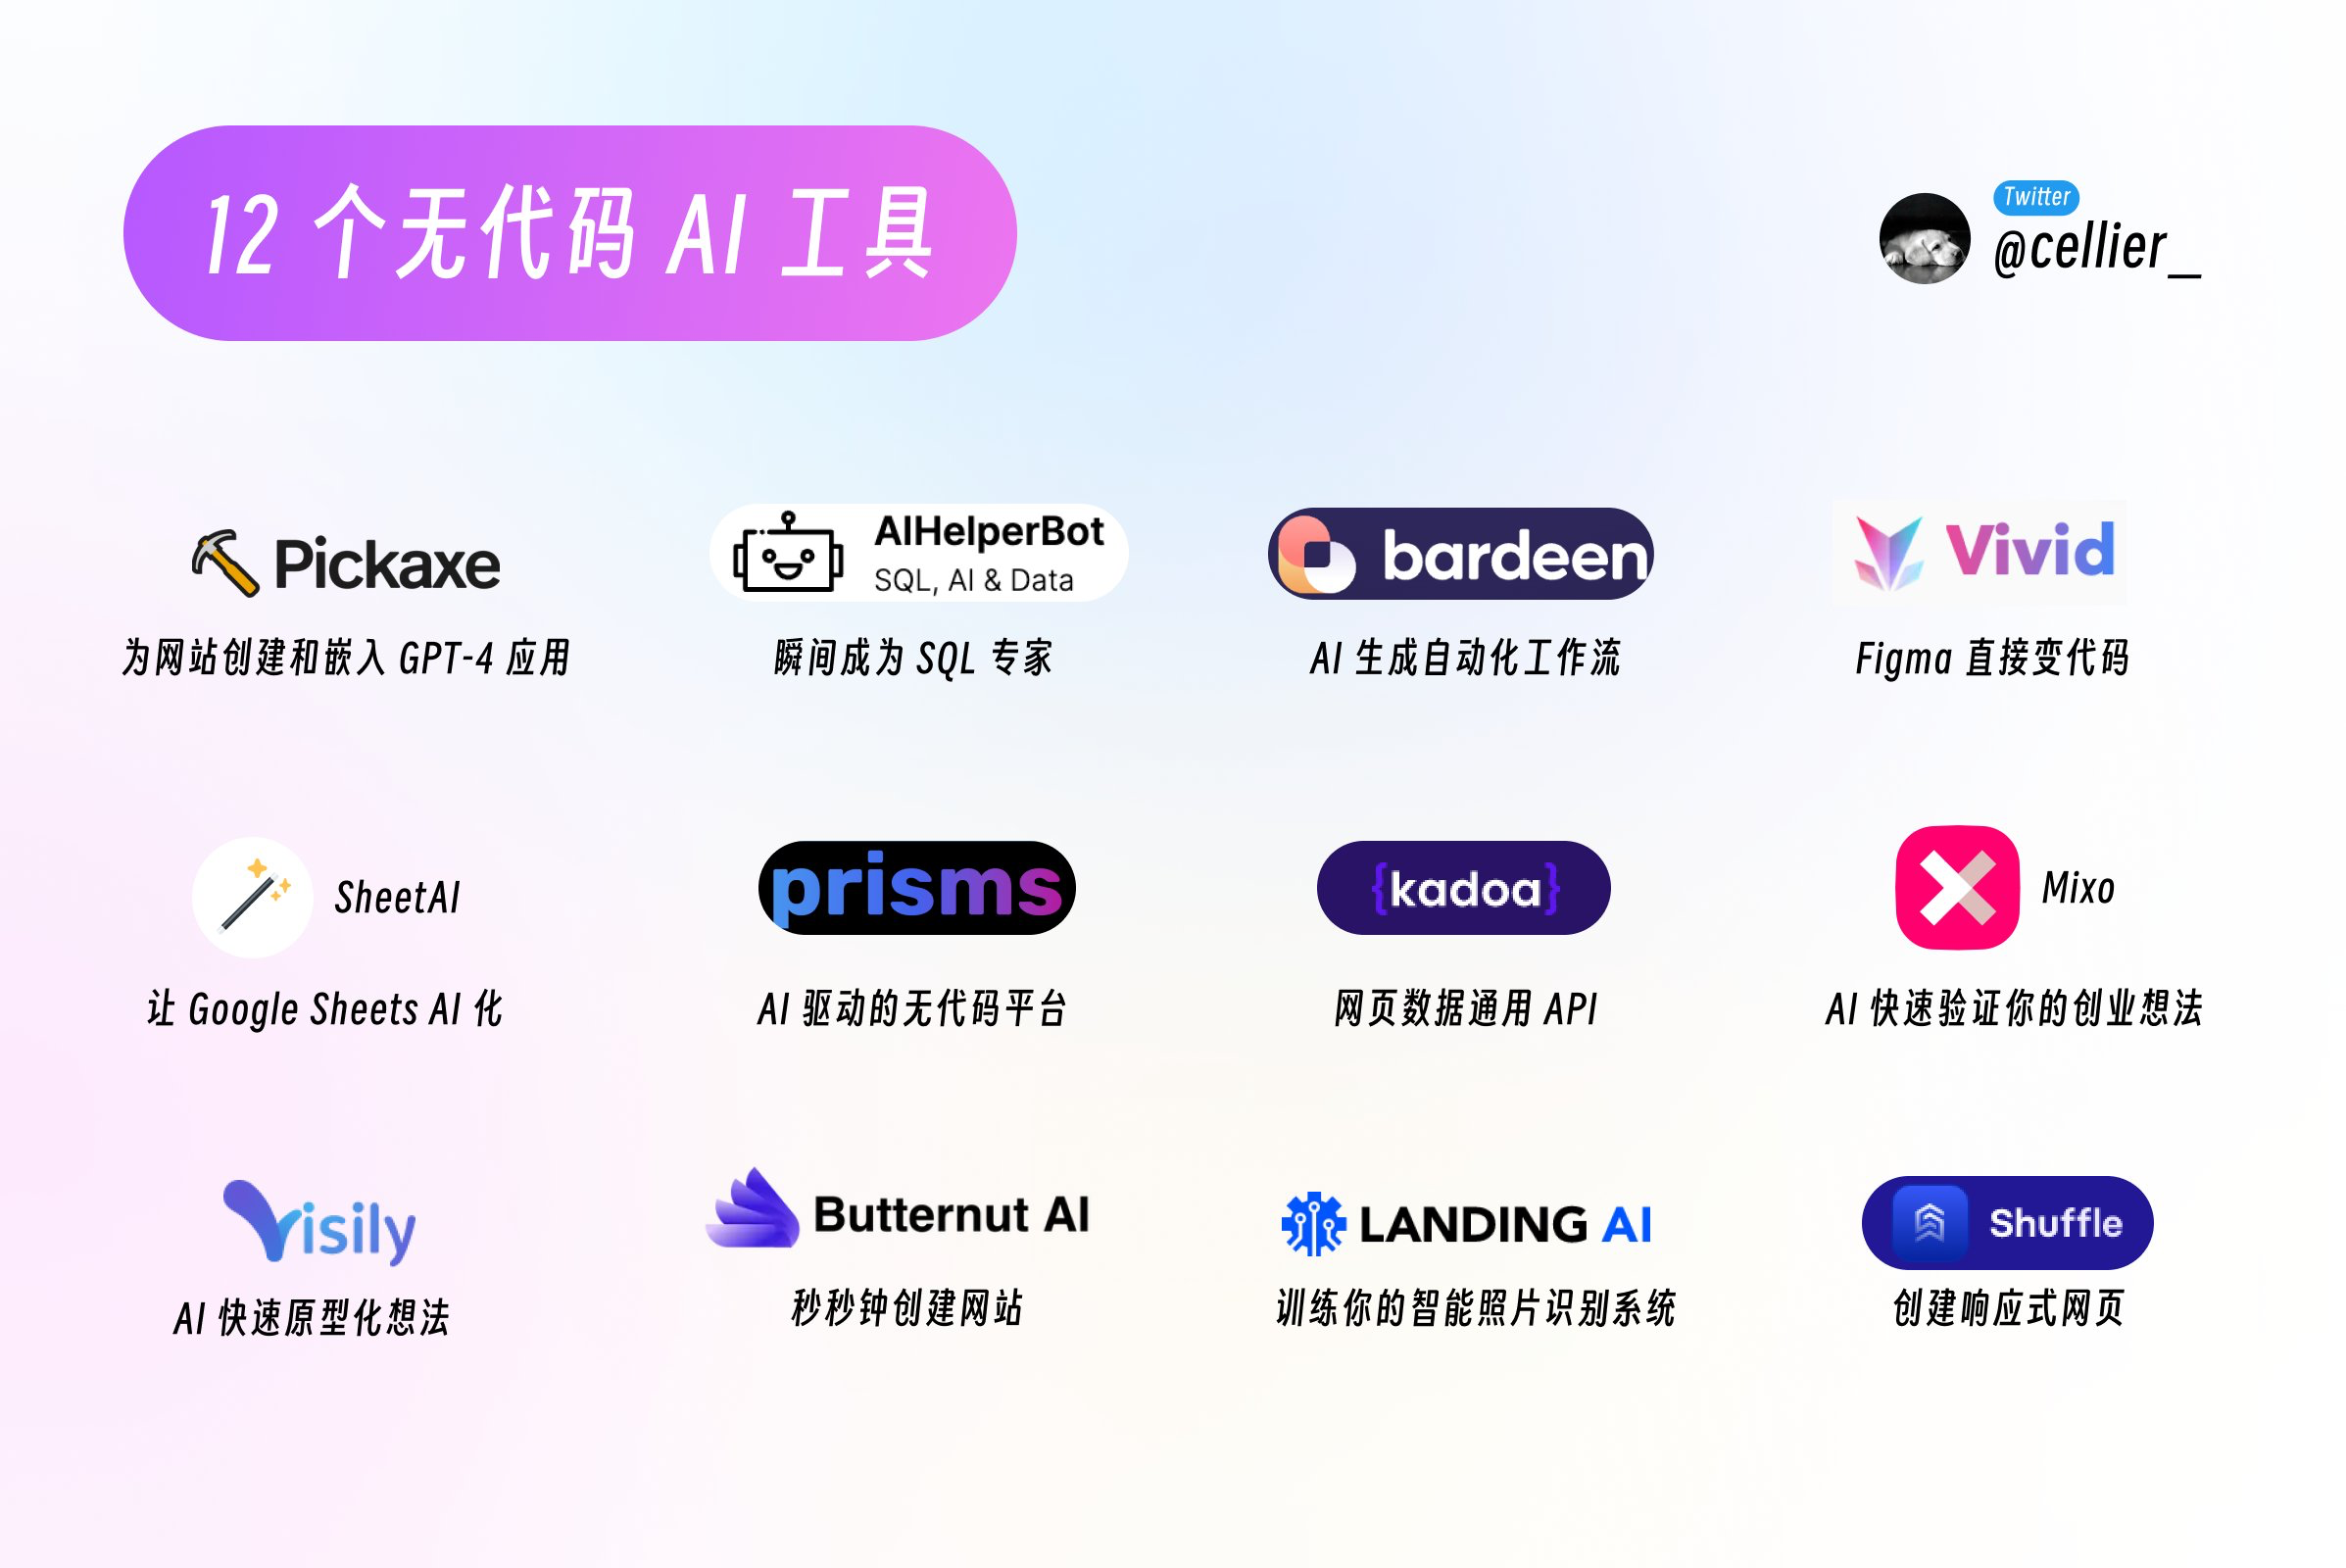 12 个无代码 AI 工具
Twitter
@cellier_
Pickaxe
为网站创建和嵌入 GPT-4 应用
AIHelperBot
SQL, AI & Data
瞬间成为 SQL 专家
bardeen
AI 生成自动化工作流
Vivid
Figma 直接变代码
SheetAI
让 Google Sheets AI 化
prisms
AI 驱动的无代码平台
{kadoa}
网页数据通用 API
Mixo
AI 快速验证你的创业想法
Visily
AI 快速原型化想法
Butternut AI
秒秒钟创建网站
LANDING AI
训练你的智能照片识别系统
Shuffle
创建响应式网页